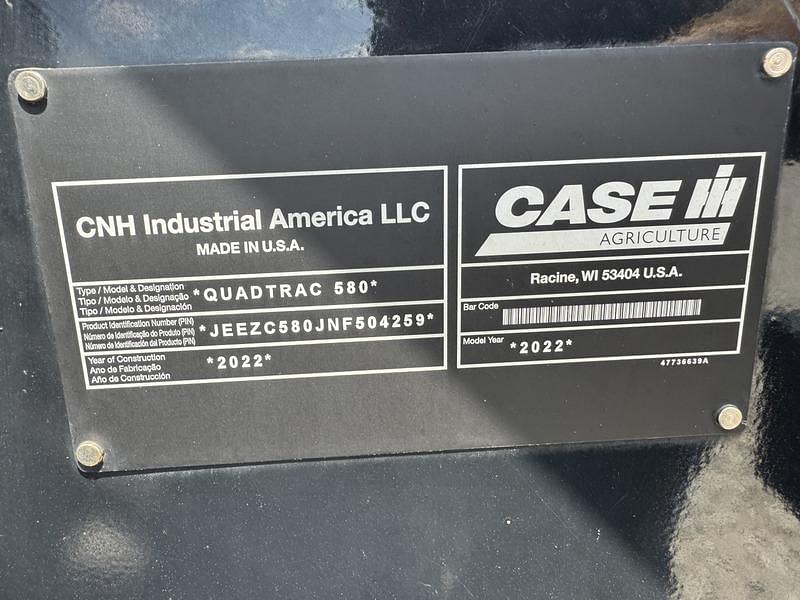 CNH Industrial America LLC
MADE IN U.S.A.
Type / Model & Designation
Tipo / Modelo & Designação
Tipo / Modelo & Designación
*QUADTRAC 580*
Product Identification Number (PIN)
Número de Identificação do Produto (PIN)
Número de Identificación del Producto (PIN)
*JEEZC580JNF504259*
Year of Construction
Ano de Fabricação
Año de Construcción
*2022*
CASE IH
AGRICULTURE
Racine, WI 53404 U.S.A.
Bar Code
Model Year
*2022*
47736639A